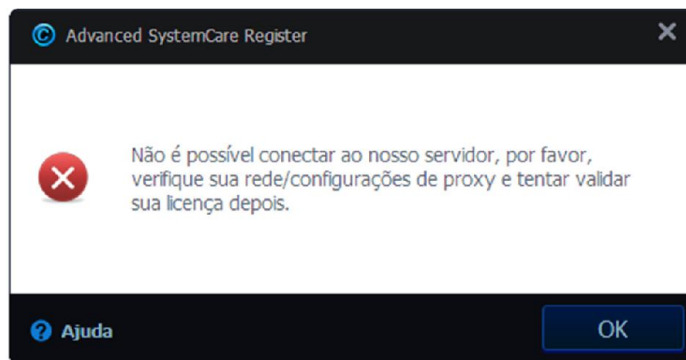 Advanced SystemCare Register
Não é possível conectar ao nosso servidor, por favor,
verifique sua rede/configurações de proxy e tentar validar
sua licença depois.
Ajuda
OK